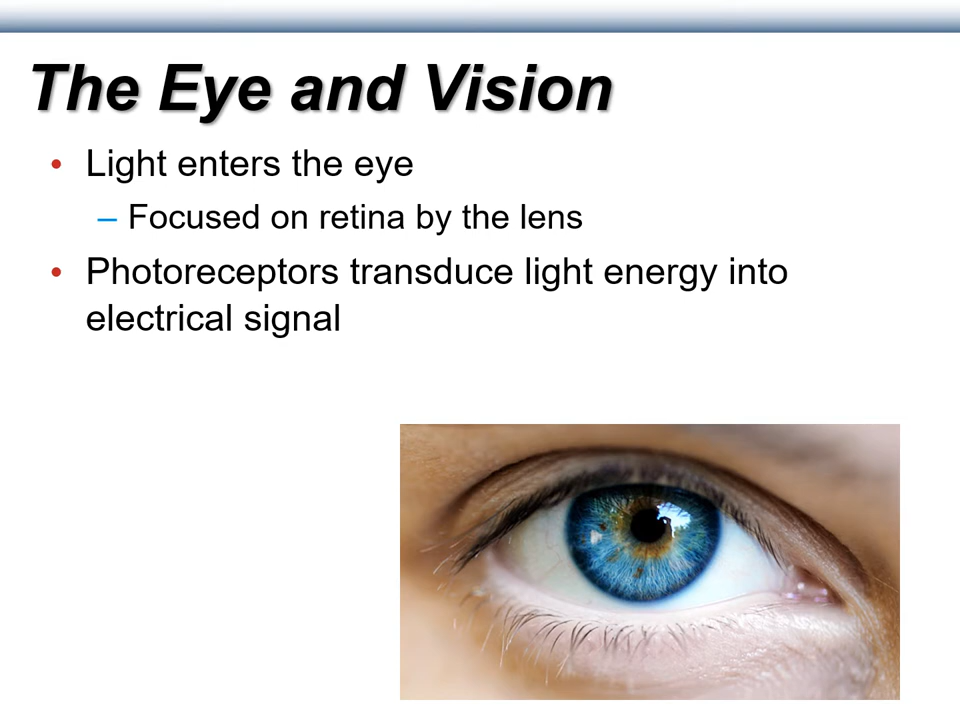 The Eye and Vision
• Light enters the eye
– Focused on retina by the lens
• Photoreceptors transduce light energy into
electrical signal